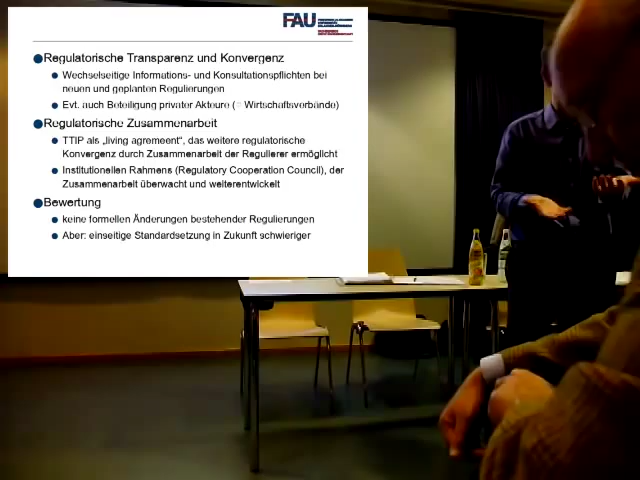 FAU
Regulatorische Transparenz und Konvergenz
Wechselseitige Informations- und Konsultationspflichten bei
neuen und geplanten Regulierungen
Evt. auch Beteiligung privater Akteure (= Wirtschaftsverbände)
Regulatorische Zusammenarbeit
TTIP als „living agreement“, das weitere regulatorische
Konvergenz durch Zusammenarbeit der Regulierer ermöglicht
Institutionellen Rahmens (Regulatory Cooperation Council), der
Zusammenarbeit überwacht und weiterentwickelt
Bewertung
keine formellen Änderungen bestehender Regulierungen
Aber: einseitige Standardsetzung in Zukunft schwieriger